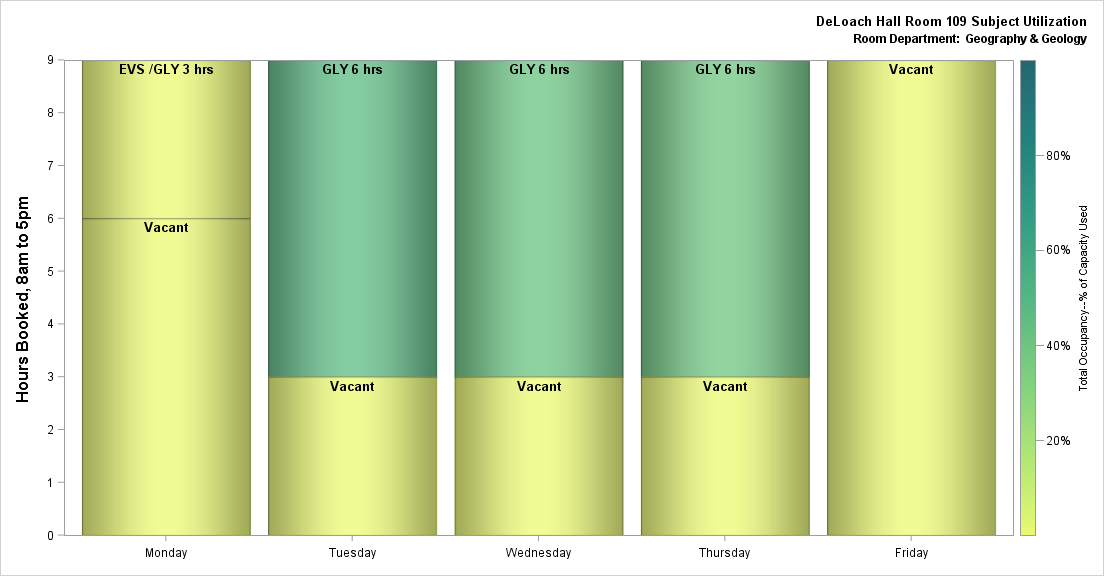 DeLoach Hall Room 109 Subject Utilization
Room Department: Geography & Geology
Hours Booked, 8am to 5pm
9
8
7
6
5
4
3
2
1
0
EVS /GLY 3 hrs
Vacant
GLY 6 hrs
Vacant
GLY 6 hrs
Vacant
GLY 6 hrs
Vacant
Vacant
Monday
Tuesday
Wednesday
Thursday
Friday
80%
60%
40%
20%
Total Occupancy--% of Capacity Used